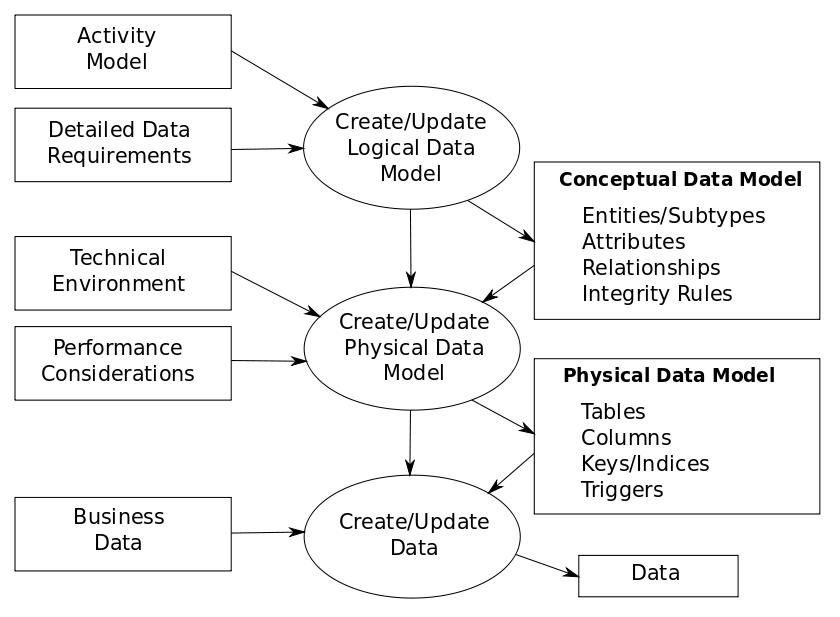 Activity
Model
Detailed Data
Requirements
Create/Update
Logical Data
Model
Conceptual Data Model
Entities/Subtypes
Attributes
Relationships
Integrity Rules
Technical
Environment
Performance
Considerations
Create/Update
Physical Data
Model
Physical Data Model
Tables
Columns
Keys/Indices
Triggers
Business
Data
Create/Update
Data
Data